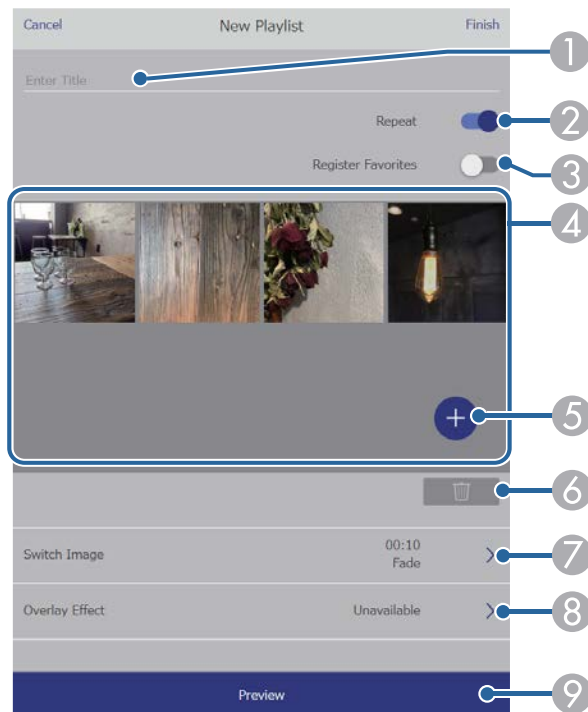 Cancel New Playlist Finish
Enter Title
1
Repeat
2
Register Favorites
3
4
+
5
6
Switch Image
00:10
Fade
7
Overlay Effect Unavailable
8
Preview
9